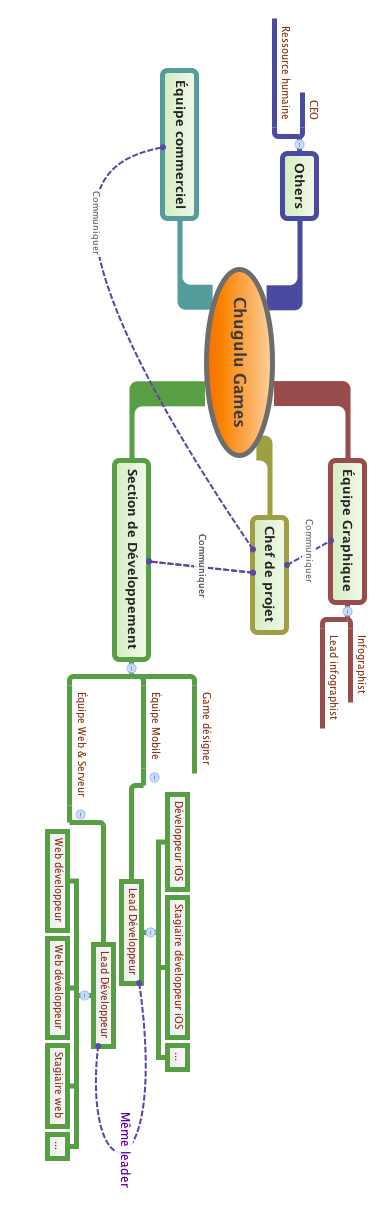 Chugulu Games
Équipe Graphique
Infographist
Lead infographist
Chef de projet
Communiquer
Communiquer
Communiquer
Section de Développement
Game désigner
Équipe Mobile
Lead Développeur
Développeur iOS
Stagiaire développeur iOS
...
Équipe Web & Serveur
Lead Développeur
Web développeur
Web développeur
Stagiaire web
...
Même leader
Others
CEO
Ressource humaine
Équipe commerciel